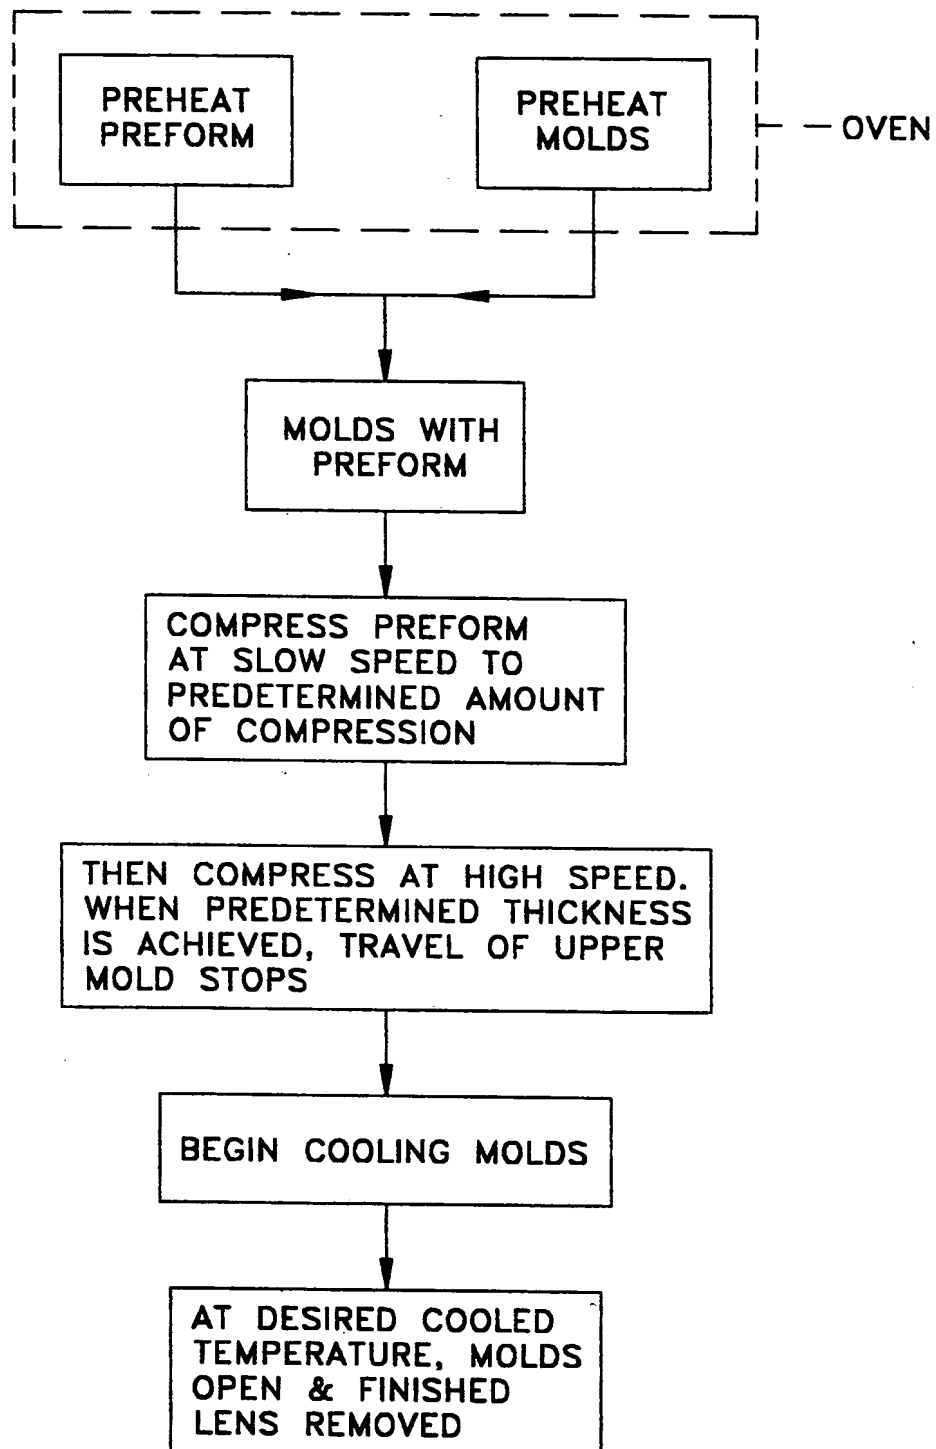 PREHEAT
PREFORM
PREHEAT
MOLDS
OVEN
MOLDS WITH
PREFORM
COMPRESS PREFORM
AT SLOW SPEED TO
PREDETERMINED AMOUNT
OF COMPRESSION
THEN COMPRESS AT HIGH SPEED.
WHEN PREDETERMINED THICKNESS
IS ACHIEVED, TRAVEL OF UPPER
MOLD STOPS
BEGIN COOLING MOLDS
AT DESIRED COOLED
TEMPERATURE, MOLDS
OPEN & FINISHED
LENS REMOVED